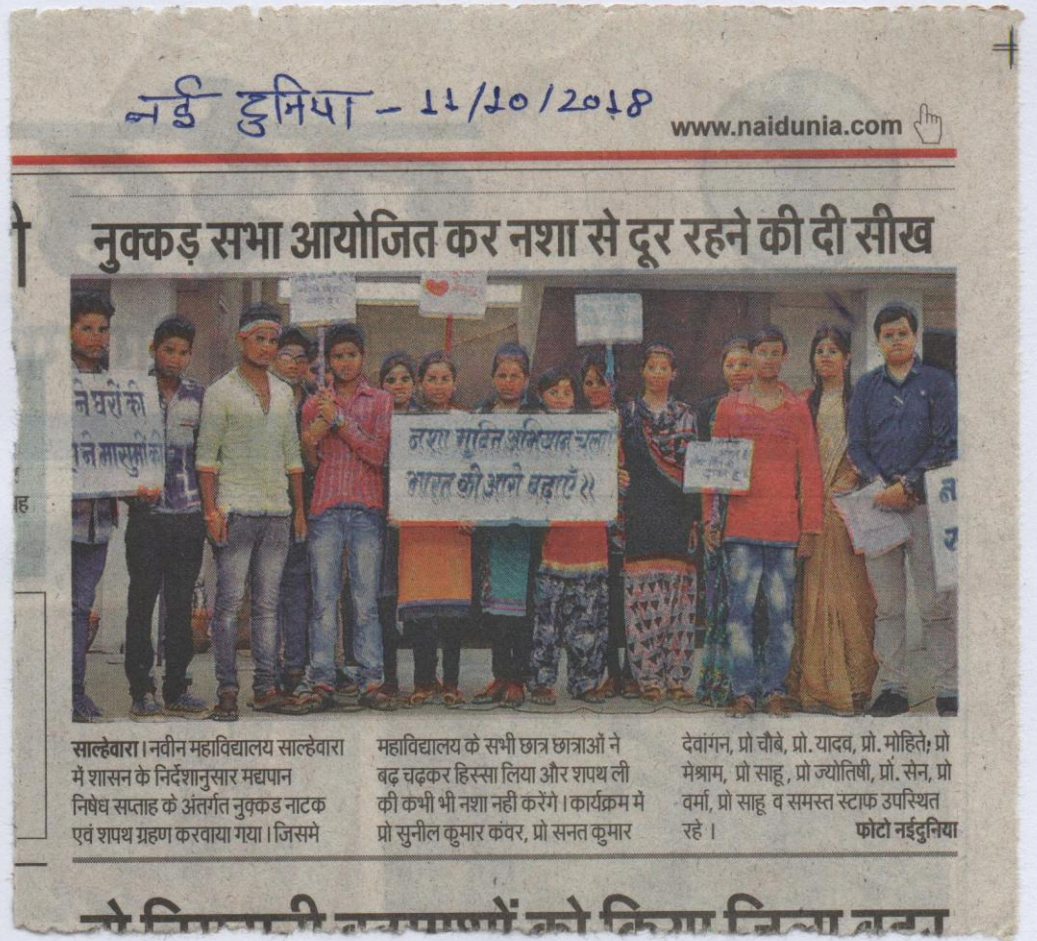 नई दुनिया - 11/10/2018
www.naidunia.com
नुक्कड़ सभा आयोजित कर नशा से दूर रहने की दी सीख
ने घरों की
ने मासुमों की
नशा मुक्ति अभियान चला
भारत को आगे बढ़ाएँ ॥
साल्हेवारा । नवीन महाविद्यालय साल्हेवारा
में शासन के निर्देशानुसार मद्यपान
निषेध सप्ताह के अंतर्गत नुक्कड नाटक
एवं शपथ ग्रहण करवाया गया । जिसमे
महाविद्यालय के सभी छात्र छात्राओं ने
बढ़ चढ़कर हिस्सा लिया और शपथ ली
की कभी भी नशा नही करेंगे । कार्यक्रम में
प्रो सुनील कुमार कंवर, प्रो सनत कुमार
देवांगन, प्रो चौबे, प्रो. यादव, प्रो. मोहिते, प्रो
मेश्राम, प्रो साहू , प्रो ज्योतिषी, प्रो. सेन, प्रो
वर्मा, प्रो साहू व समस्त स्टाफ उपस्थित
रहे ।
फोटो नईदुनिया